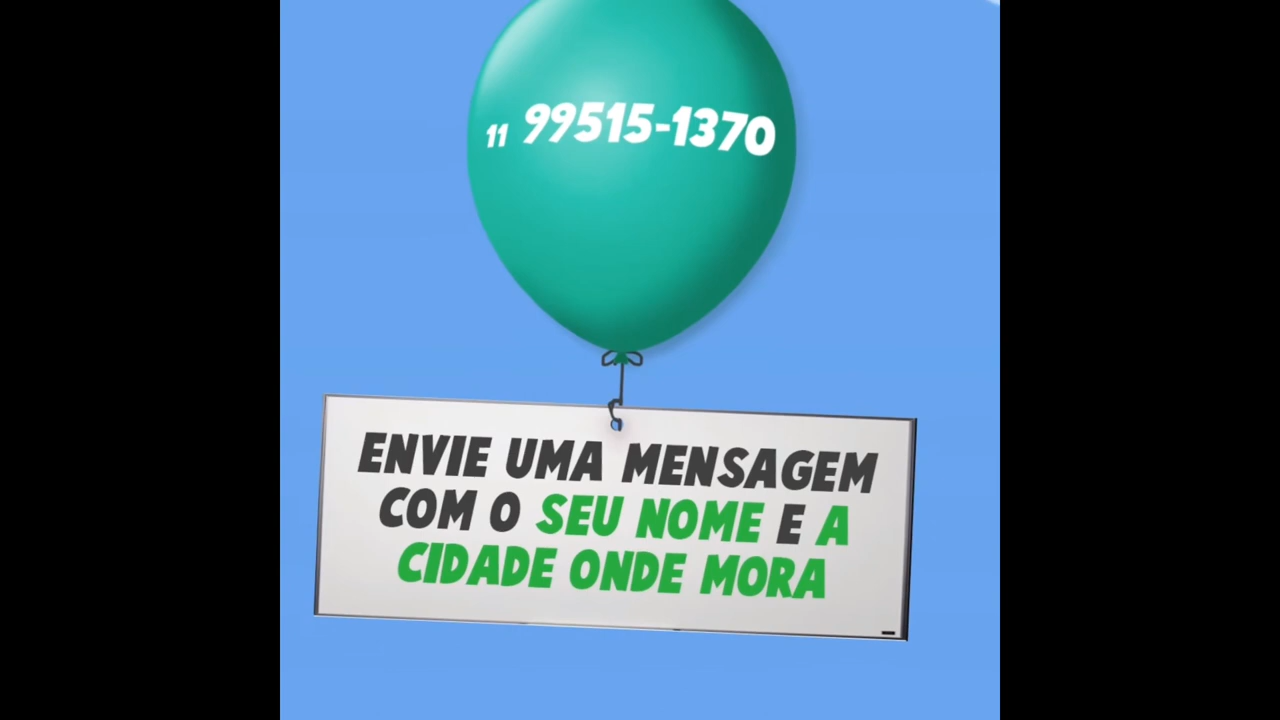 11 99515-1370
ENVIE UMA MENSAGEM
COM O SEU NOME E A
CIDADE ONDE MORA